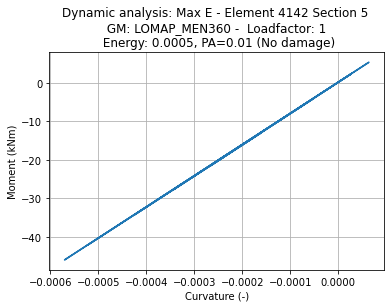 Dynamic analysis: Max E - Element 4142 Section 5
GM: LOMAP_MEN360 -  Loadfactor: 1
Energy: 0.0005, PA=0.01 (No damage)
0
−10
−20
−30
−40
Moment (kNm)
−0.0006 −0.0005 −0.0004 −0.0003 −0.0002 −0.0001 0.0000
Curvature (-)